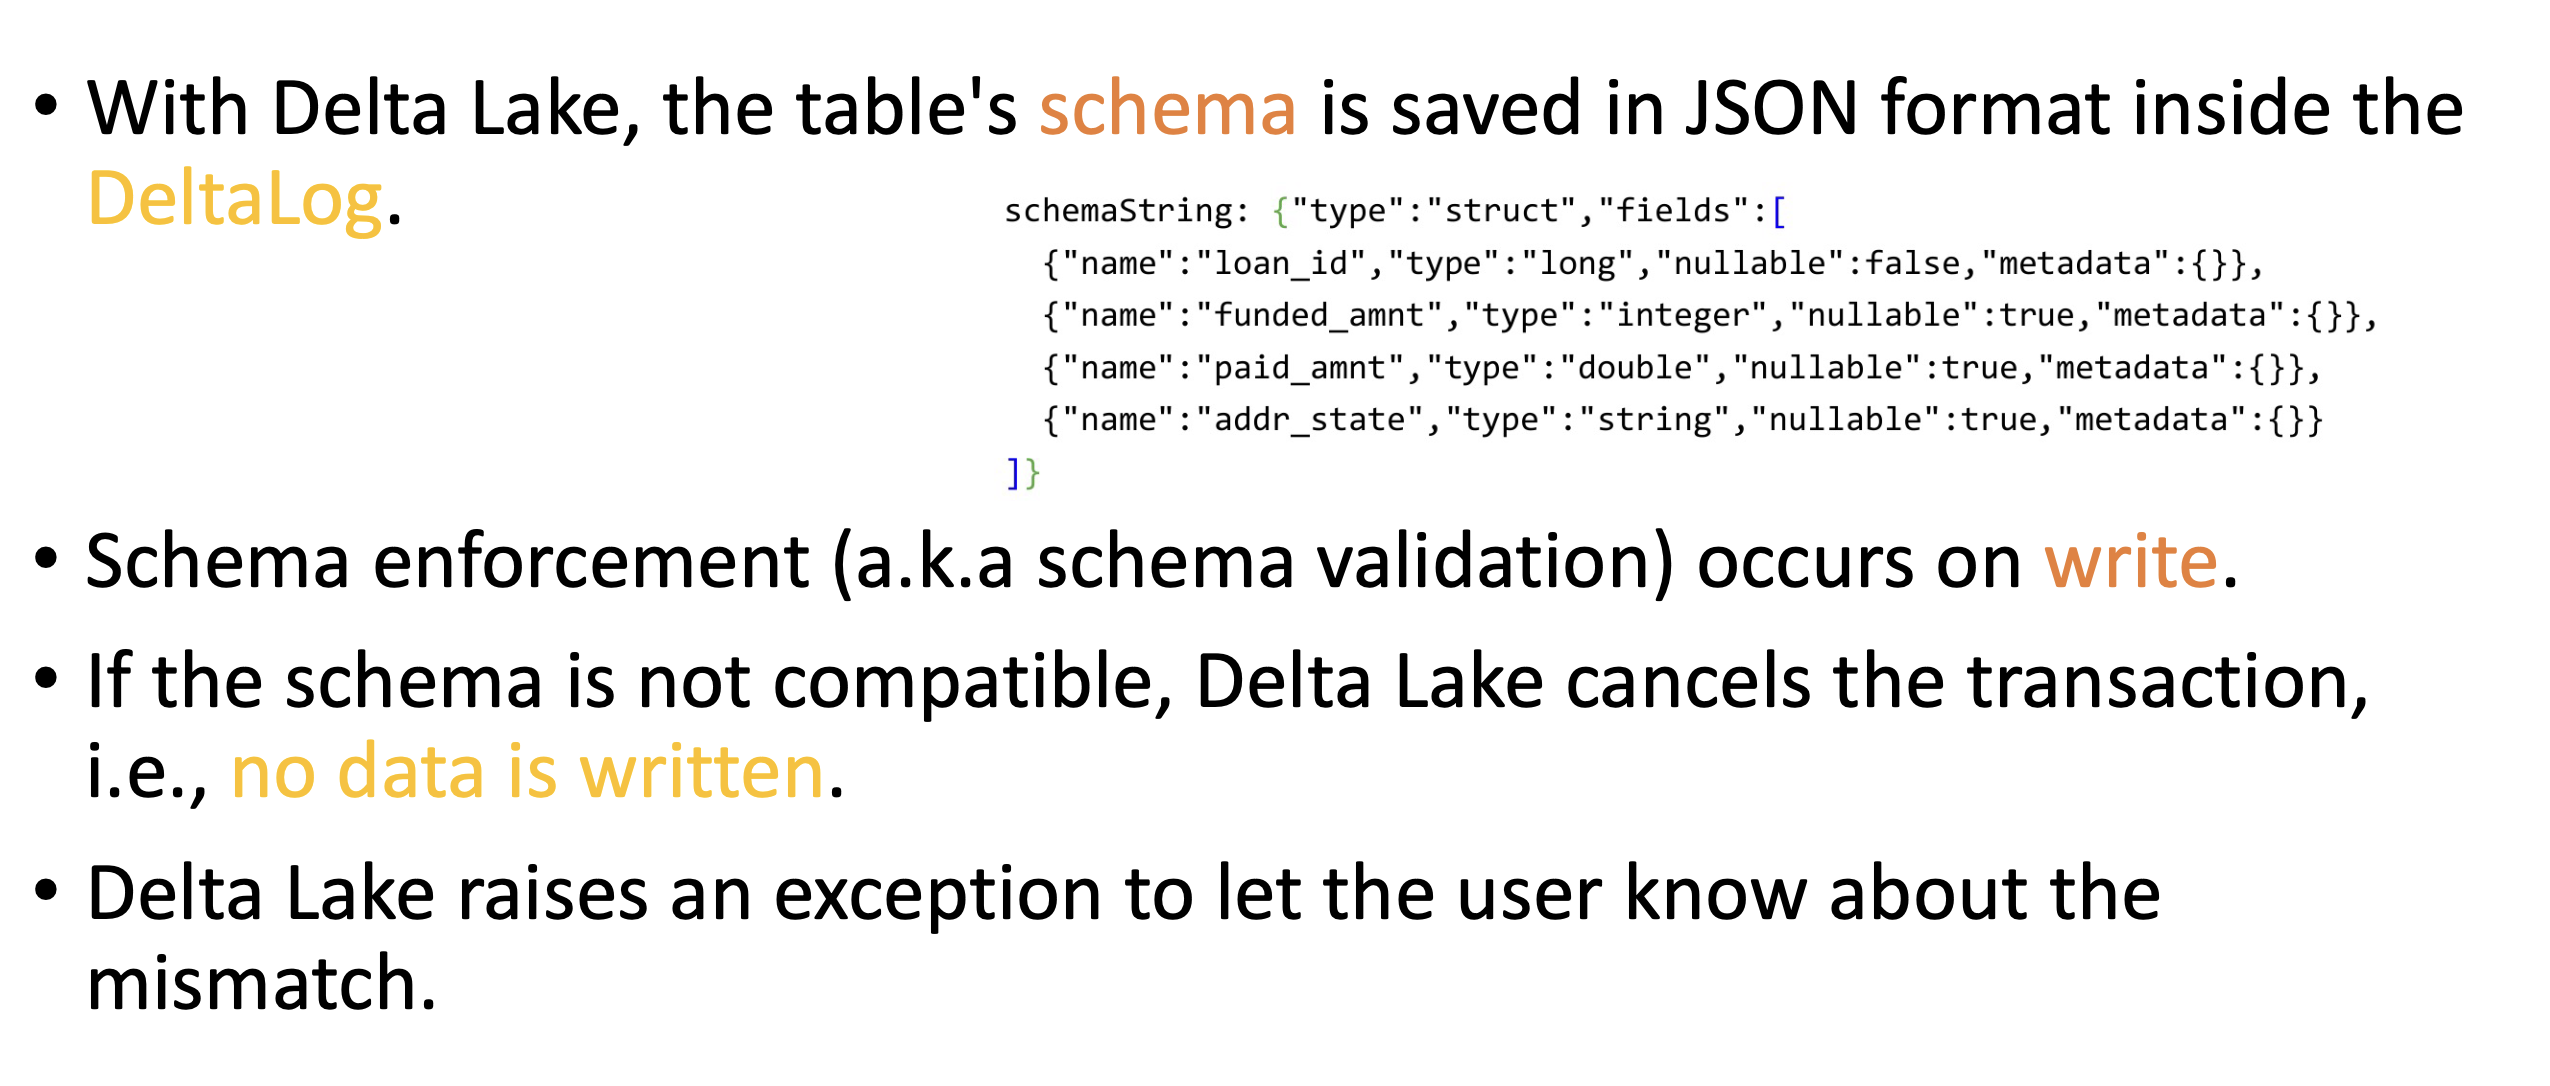 • With Delta Lake, the table's schema is saved in JSON format inside the
DeltaLog.
schemaString: {"type":"struct","fields":[
{"name":"loan_id","type":"long","nullable":false,"metadata":{}},
{"name":"funded_amnt","type":"integer","nullable":true,"metadata":{}},
{"name":"paid_amnt","type":"double","nullable":true,"metadata":{}},
{"name":"addr_state","type":"string","nullable":true,"metadata":{}}
]}
• Schema enforcement (a.k.a schema validation) occurs on write.
• If the schema is not compatible, Delta Lake cancels the transaction,
i.e., no data is written.
• Delta Lake raises an exception to let the user know about the
mismatch.